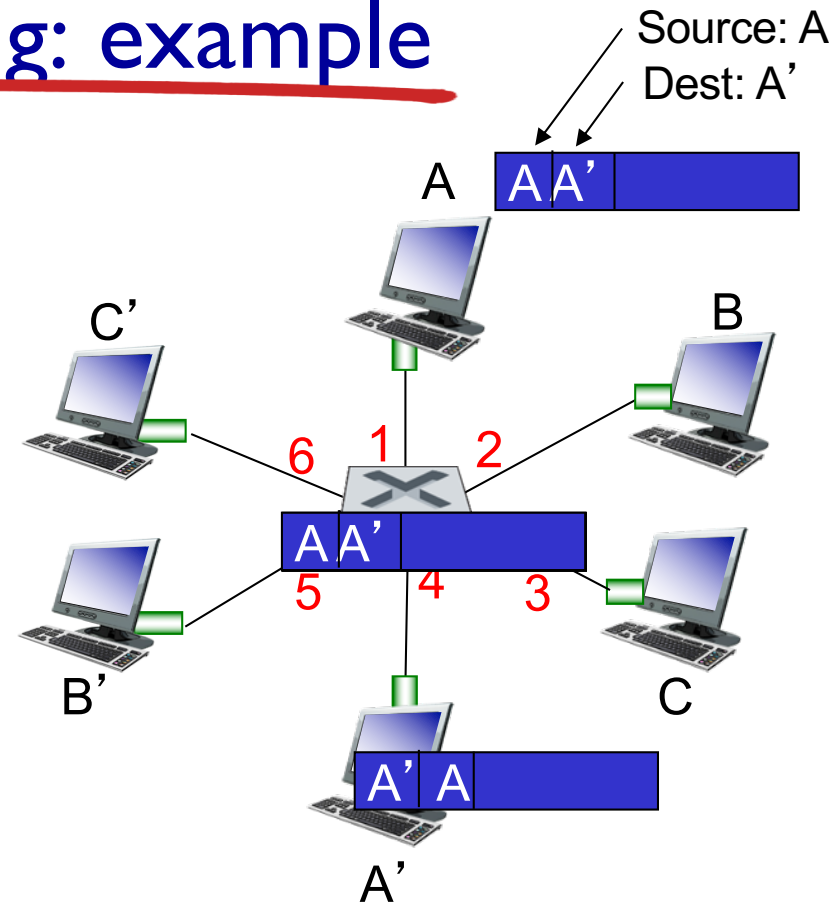 g: example
Source: A
Dest: A’
A
A A’
C’
B
6
1
2
A A’
5
4
3
B’
C
A’ A
A’